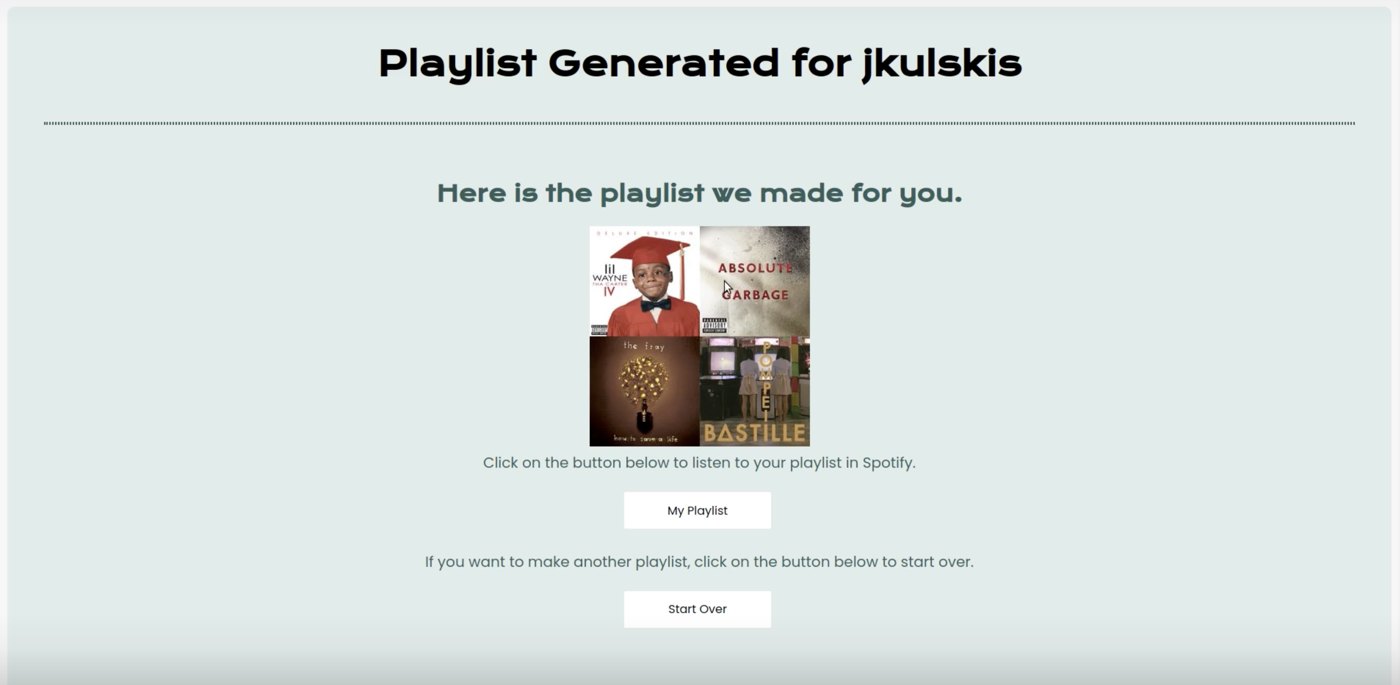 Playlist Generated for jkulskis
Here is the playlist we made for you.
DELUXE EDITION
lil
WAYNE
THA CARTER
IV
ABSOLUTE
GARBAGE
the fray
how to save a life
POMPEI
BASTILLE
Click on the button below to listen to your playlist in Spotify.
My Playlist
If you want to make another playlist, click on the button below to start over.
Start Over